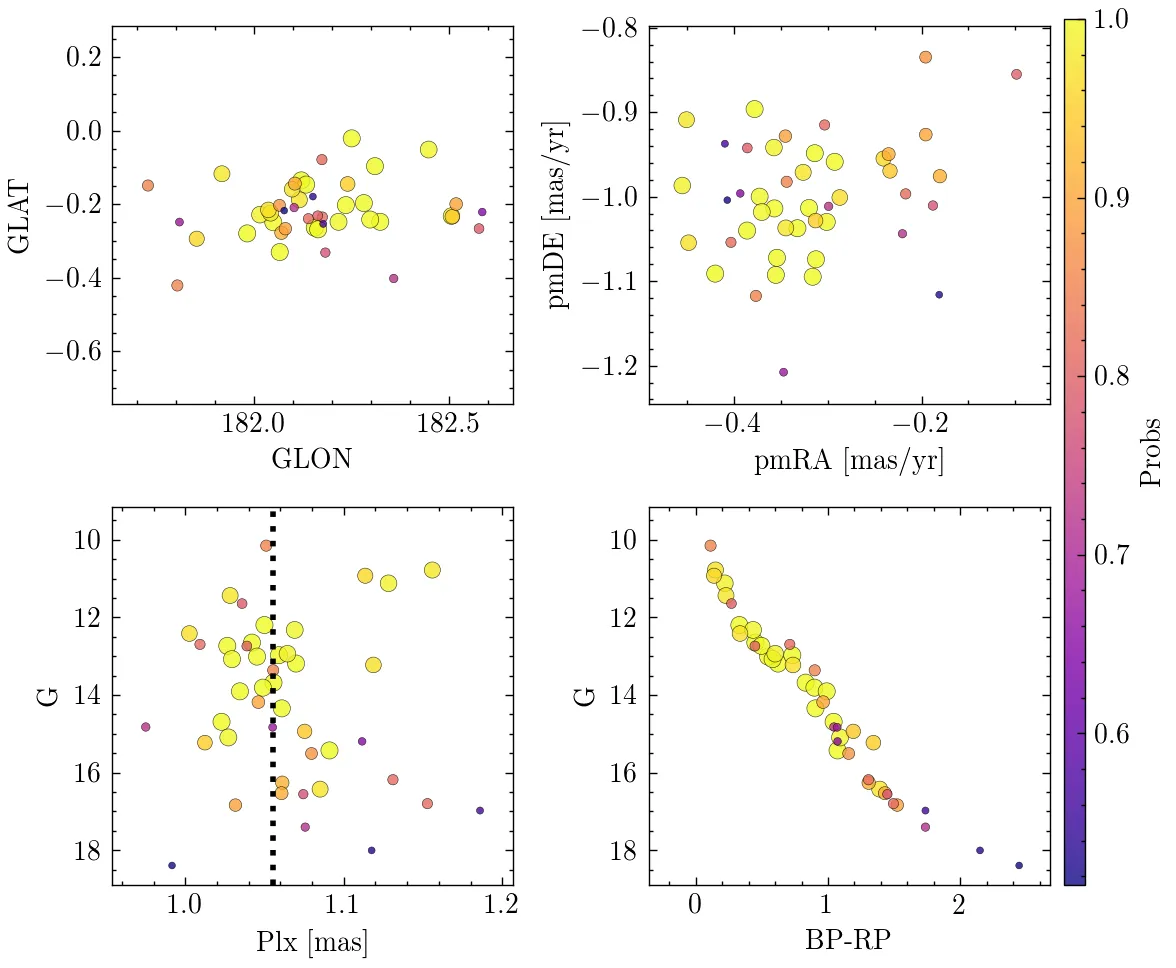 0.2
0.0
−0.2
−0.4
−0.6
GLAT
182.0 182.5
GLON
−0.8
−0.9
−1.0
−1.1
−1.2
pmDE [mas/yr]
−0.4 −0.2
pmRA [mas/yr]
10
12
14
16
18
G
1.0 1.1 1.2
Plx [mas]
10
12
14
16
18
G
0 1 2
BP-RP
1.0
0.9
0.8
0.7
0.6
Probs